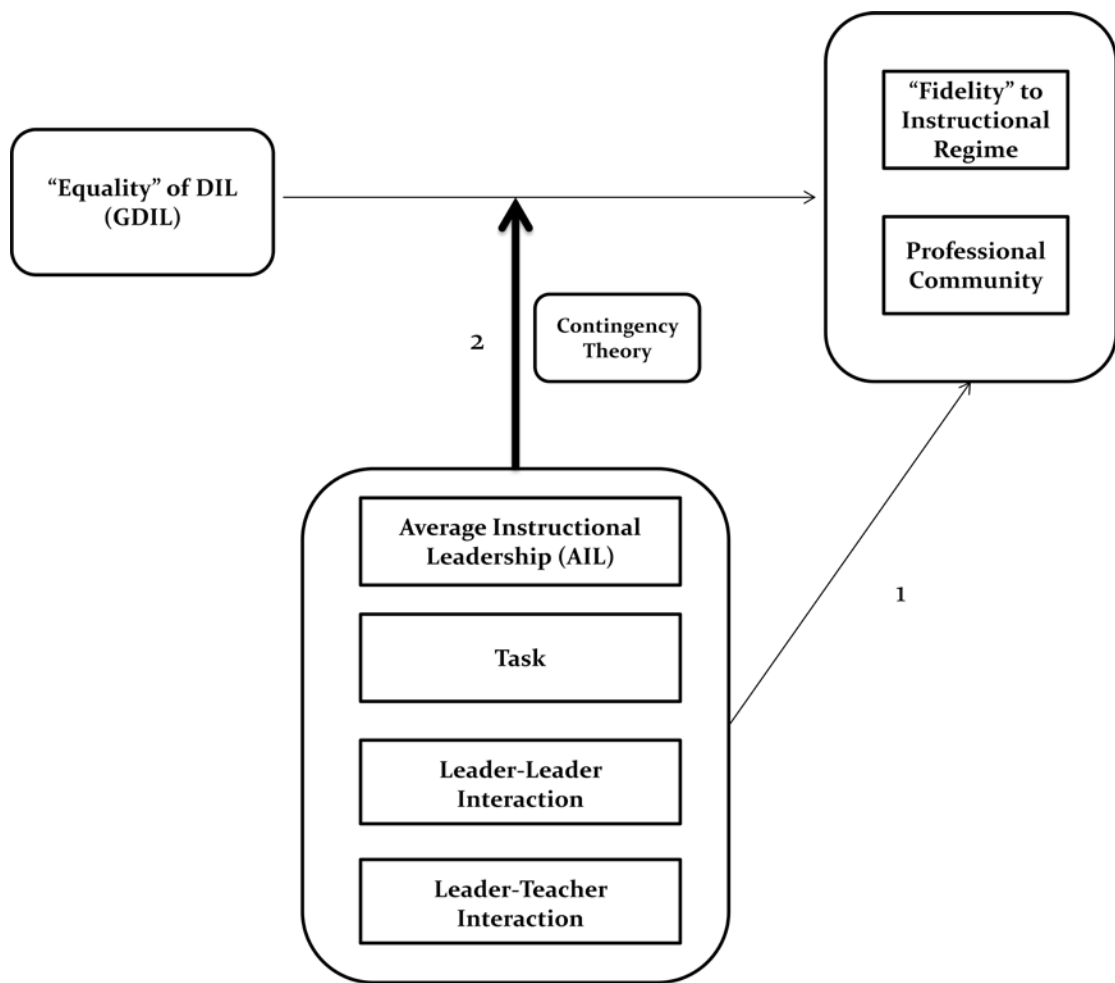 “Fidelity” to
Instructional
Regime
“Equality” of DIL
(GDIL)
Professional
Community
Contingency
Theory
2
Average Instructional
Leadership (AIL)
Task
1
Leader-Leader
Interaction
Leader-Teacher
Interaction